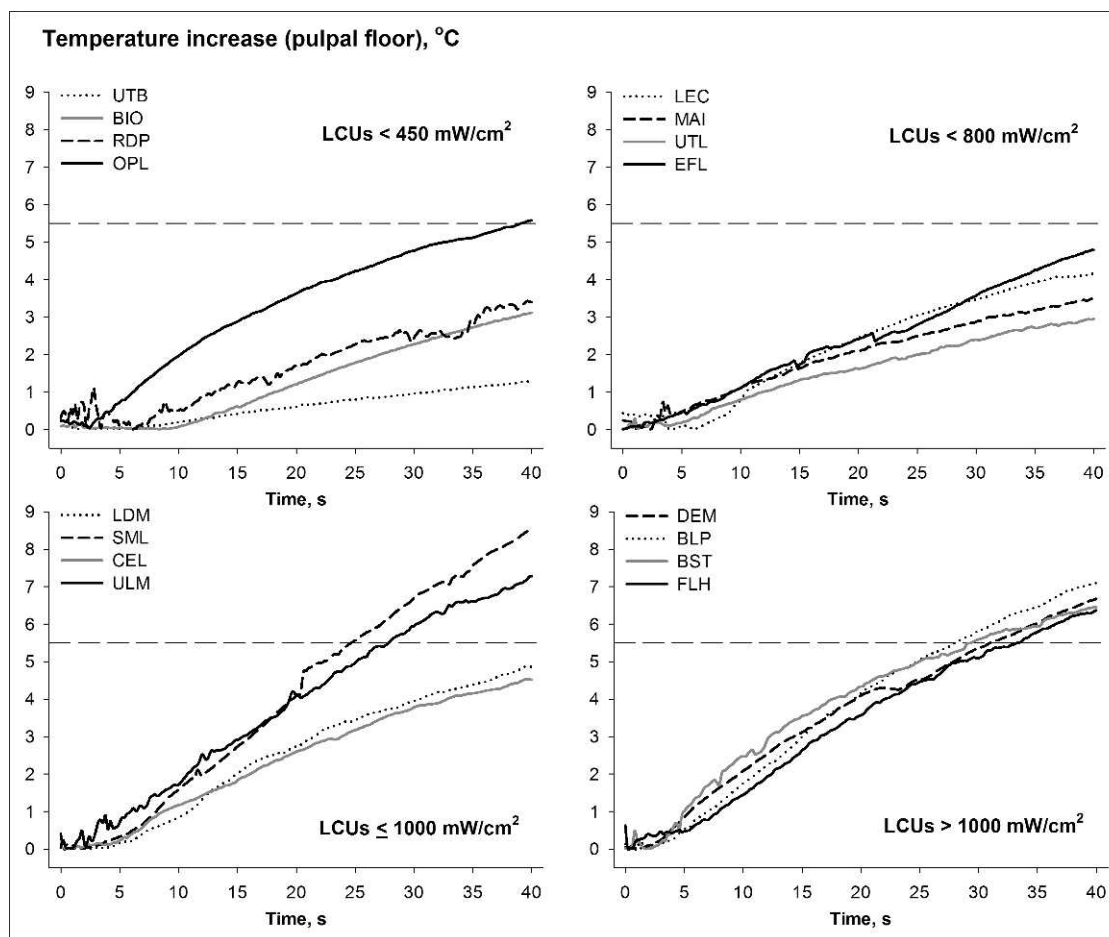 Temperature increase (pulpal floor), °C
9
8
7
6
5
4
3
2
1
0
UTB
BIO
RDP
OPL
LCUs < 450 mW/cm²
0 5 10 15 20 25 30 35 40
Time, s
9
8
7
6
5
4
3
2
1
0
LEC
MAI
UTL
EFL
LCUs < 800 mW/cm²
0 5 10 15 20 25 30 35 40
Time, s
9
8
7
6
5
4
3
2
1
0
LDM
SML
CEL
ULM
LCUs ≤ 1000 mW/cm²
0 5 10 15 20 25 30 35 40
Time, s
9
8
7
6
5
4
3
2
1
0
DEM
BLP
BST
FLH
LCUs > 1000 mW/cm²
0 5 10 15 20 25 30 35 40
Time, s